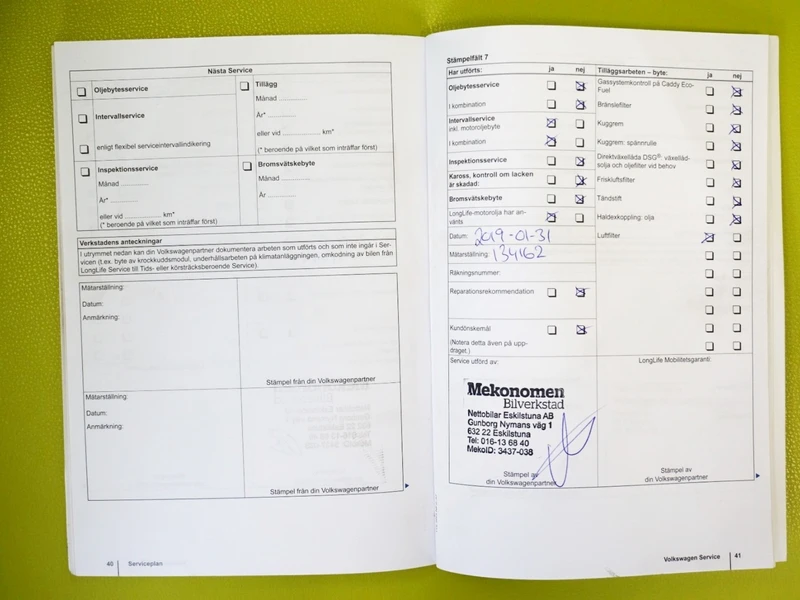 Nästa Service
Oljebytesservice
Intervallservice
enligt flexibel serviceintervallindikering
Inspektionsservice
Månad ..............
År* ..............
eller vid .............. km*
(* beroende på vilket som inträffar först)
Tillägg
Månad ..............
År* ..............
eller vid .............. km*
(* beroende på vilket som inträffar först)
Bromsvätskebyte
Månad ..............
År ..............
Verkstadens anteckningar
I utrymmet nedan kan din Volkswagenpartner dokumentera arbeten som utförts och som inte ingår i Ser-
vicen (t.ex. byte av krockkuddsmodul, underhållsarbeten på klimatanläggningen, omkodning av bilen från
LongLife Service till Tids- eller körsträcksberoende Service).
Mätarställning:
Datum:
Anmärkning:
Stämpel från din Volkswagenpartner
Mätarställning:
Datum:
Anmärkning:
Stämpel från din Volkswagenpartner
40 Serviceplan
Stämpelfält 7
Har utförts: ja nej
Oljebytesservice
I kombination
Intervallservice
inkl. motoroljebyte
I kombination
Inspektionsservice
Kaross, kontroll om lacken
är skadad:
Bromsvätskebyte
LongLife-motorolja har an-
vänts
Datum: 2019-01-31
Mätarställning: 134162
Räkningsnummer:
Reparationsrekommendation
Kundönskemål
(Notera detta även på upp-
draget.)
Tilläggsarbeten – byte: ja nej
Gassystemkontroll på Caddy Eco-
Fuel
Bränslefilter
Kuggrem
Kuggrem: spännrulle
Direktväxellåda DSG®: växelläd-
solja och oljefilter vid behov
Friskluftsfilter
Tändstift
Haldexkoppling: olja
Luftfilter
Service utförd av:
Mekonomen
Bilverkstad
Nettobilar Eskilstuna AB
Gunborg Nymans väg 1
632 22 Eskilstuna
Tel: 016-13 68 40
MekoID: 3437-038
Stämpel av
din Volkswagenpartner
LongLife Mobilitetsgaranti:
Stämpel av
din Volkswagenpartner
Volkswagen Service 41